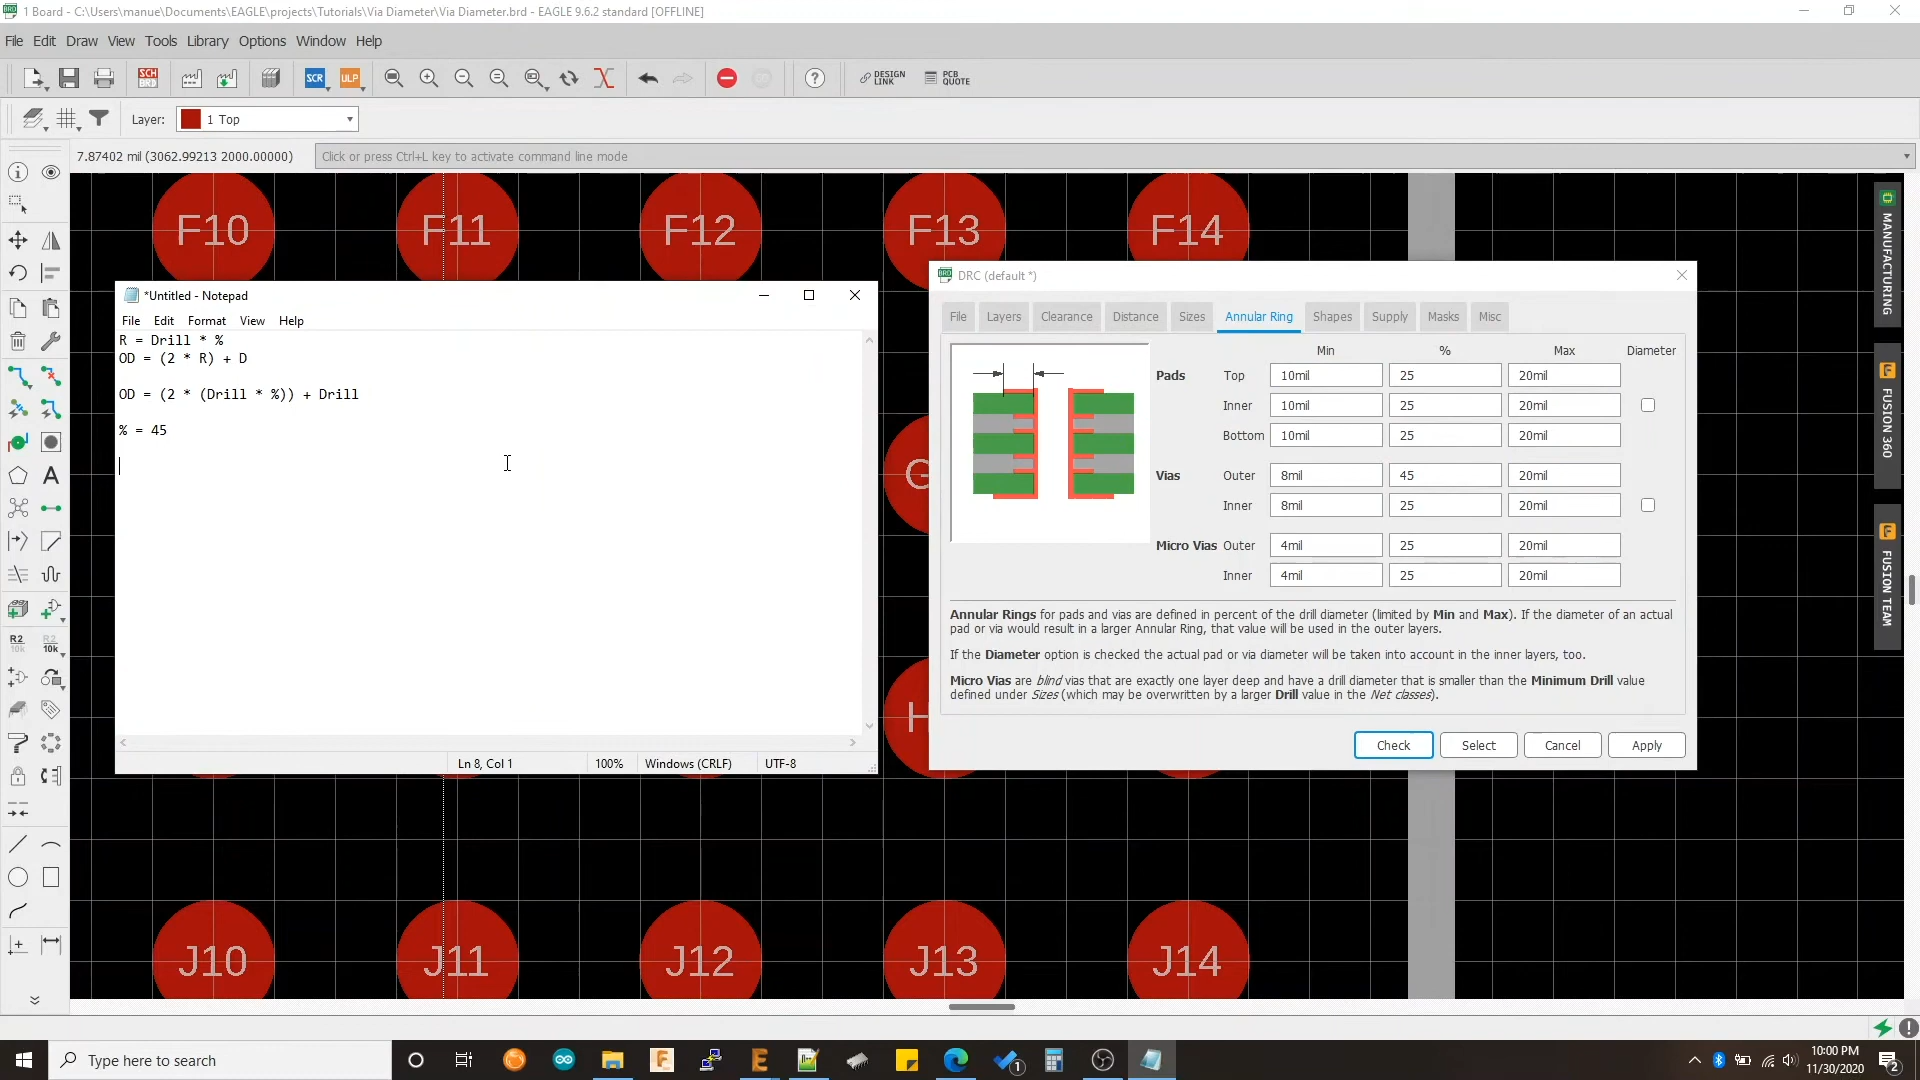 1 Board - C:\Users\manue\Documents\EAGLE\projects\Tutorials\Via Diameter\Via Diameter.brd - EAGLE 9.6.2 standard [OFFLINE]
File Edit Draw View Tools Library Options Window Help
SCH BRD SCR ULP DESIGN LINK PCB QUOTE
Layer: 1 Top
7.87402 mil (3062.99213 2000.00000) Click or press Ctrl+L key to activate command line mode
F10 F11 F12 F13 F14
*Untitled - Notepad
File Edit Format View Help
R = Drill * %
OD = (2 * R) + D
OD = (2 * (Drill * %)) + Drill
% = 45
Ln 8, Col 1 100% Windows (CRLF) UTF-8
G
H
DRC (default *)
File Layers Clearance Distance Sizes Annular Ring Shapes Supply Masks Misc
Min % Max Diameter
Pads Top 10mil 25 20mil
Inner 10mil 25 20mil
Bottom 10mil 25 20mil
Vias Outer 8mil 45 20mil
Inner 8mil 25 20mil
Micro Vias Outer 4mil 25 20mil
Inner 4mil 25 20mil
Annular Rings for pads and vias are defined in percent of the drill diameter (limited by Min and Max). If the diameter of an actual
pad or via would result in a larger Annular Ring, that value will be used in the outer layers.
If the Diameter option is checked the actual pad or via diameter will be taken into account in the inner layers, too.
Micro Vias are blind vias that are exactly one layer deep and have a drill diameter that is smaller than the Minimum Drill value
defined under Sizes (which may be overwritten by a larger Drill value in the Net classes).
Check Select Cancel Apply
MANUFACTURING
FUSION 360
FUSION TEAM
R2 10k R2 10k
J10 J11 J12 J13 J14
Type here to search
10:00 PM
11/30/2020
1
2